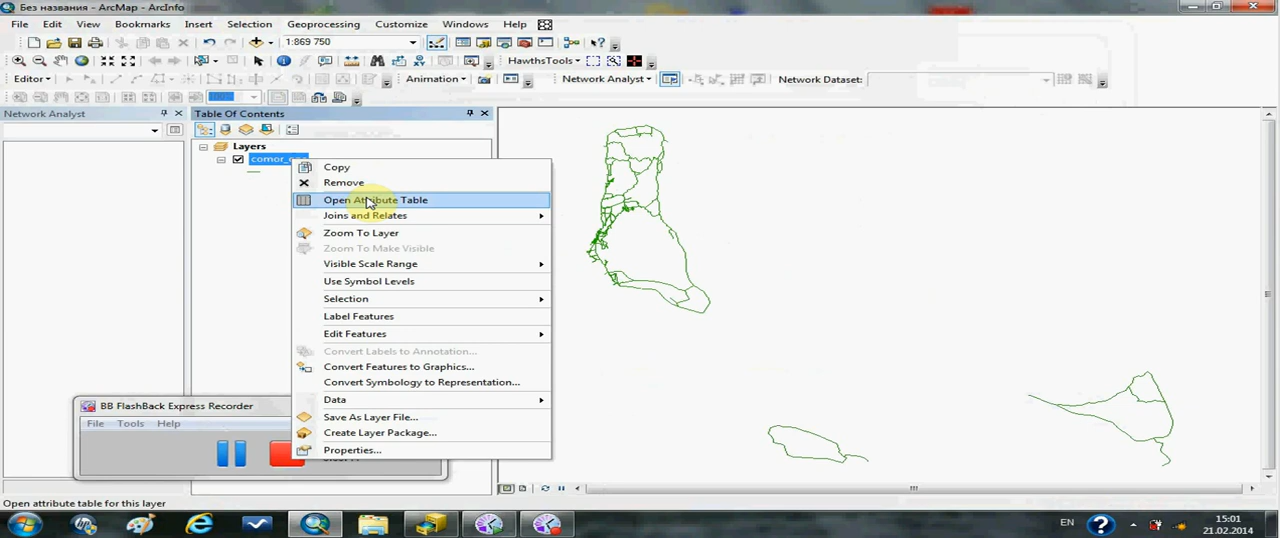 Без названия - ArcMap - ArcInfo
File Edit View Bookmarks Insert Selection Geoprocessing Customize Windows Help
1:869 750
HawthsTools
Editor Animation Network Analyst Network Dataset:
Network Analyst
Table Of Contents
Layers
Copy
Remove
Open Attribute Table
Joins and Relates
Zoom To Layer
Zoom To Make Visible
Visible Scale Range
Use Symbol Levels
Selection
Label Features
Edit Features
Convert Labels to Annotation...
Convert Features to Graphics...
Convert Symbology to Representation...
Data
Save As Layer File...
Create Layer Package...
Properties...
BB FlashBack Express Recorder
File Tools Help
Open attribute table for this layer
EN
15:01
21.02.2014